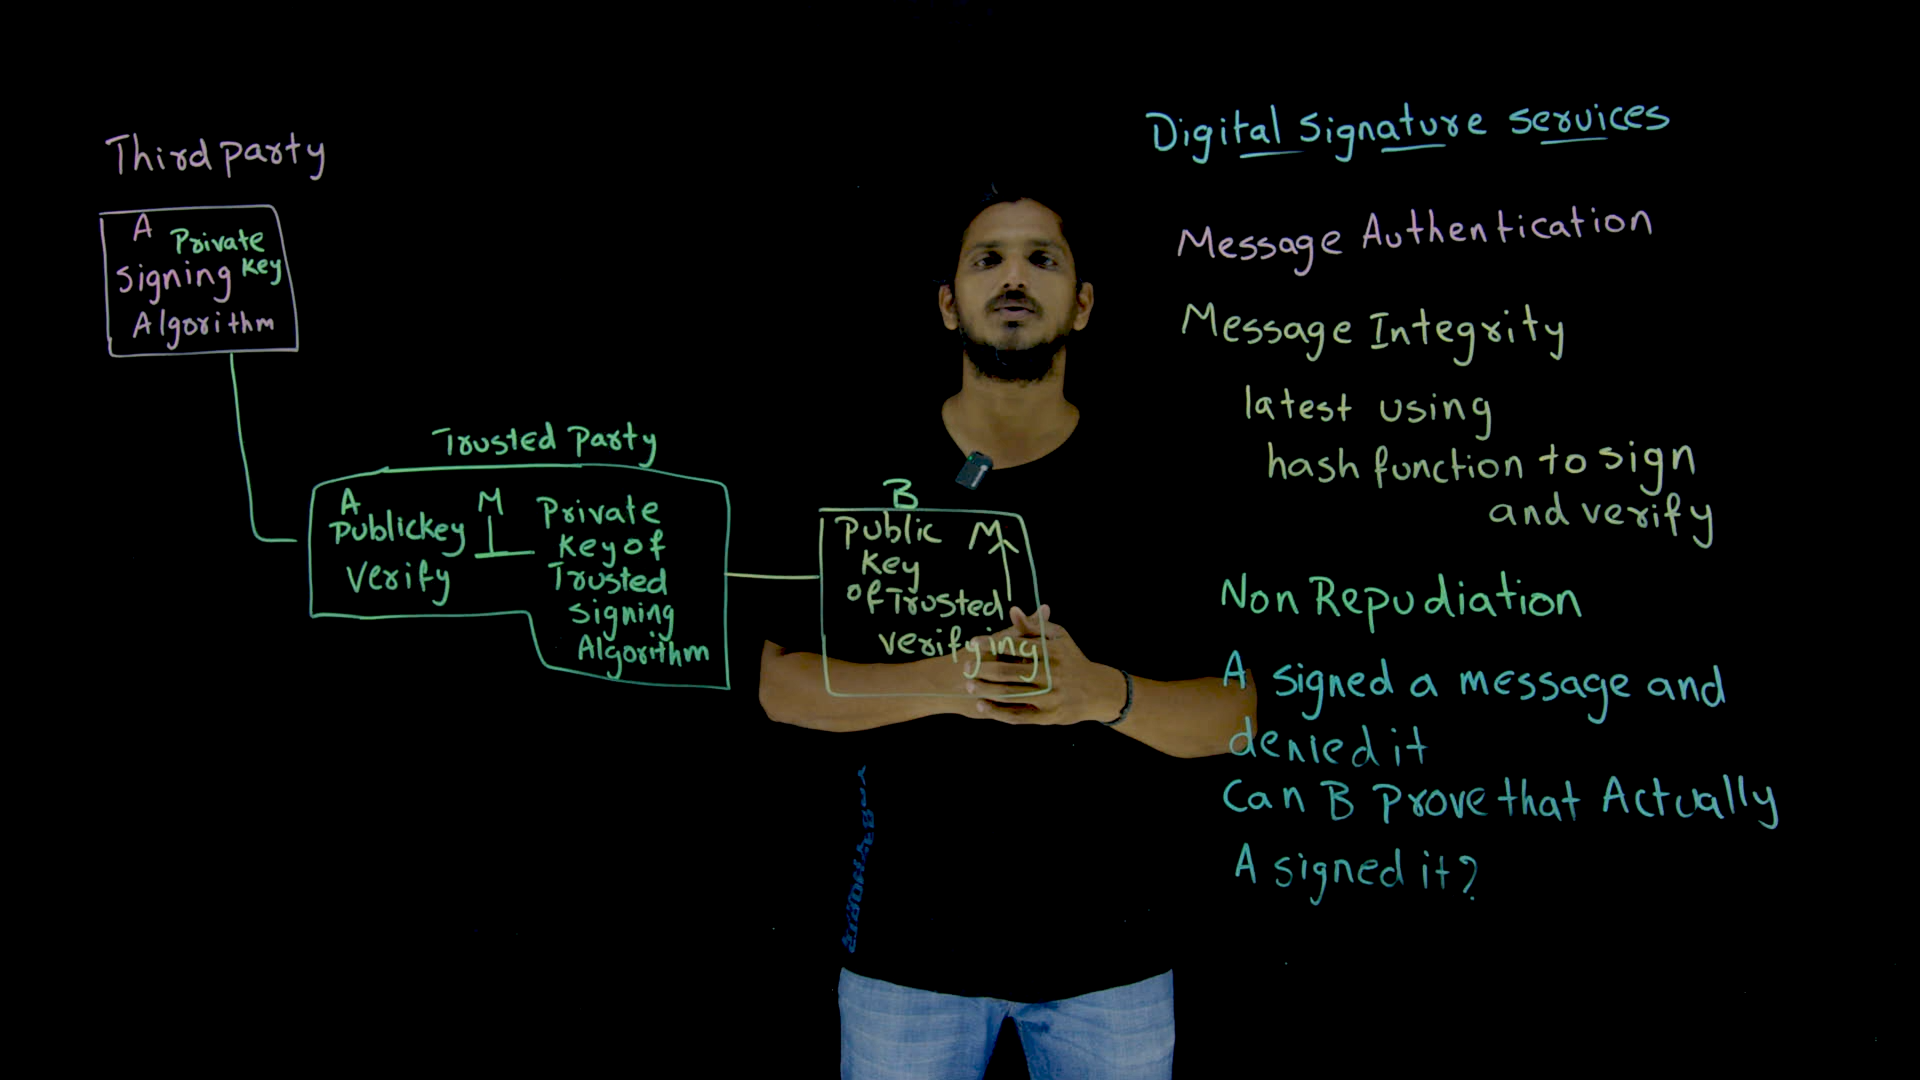 Third party
A Private
Signing Key
Algorithm
Trusted Party
A
Publickey
Verify
M
Private
Key of
Trusted
Signing
Algorithm
B
Public M
Key
of Trusted
Verifying
Digital Signature Services
Message Authentication
Message Integrity
latest using
hash function to sign
and verify
Non Repudiation
A signed a message and
denied it
Can B Prove that Actually
A signed it?